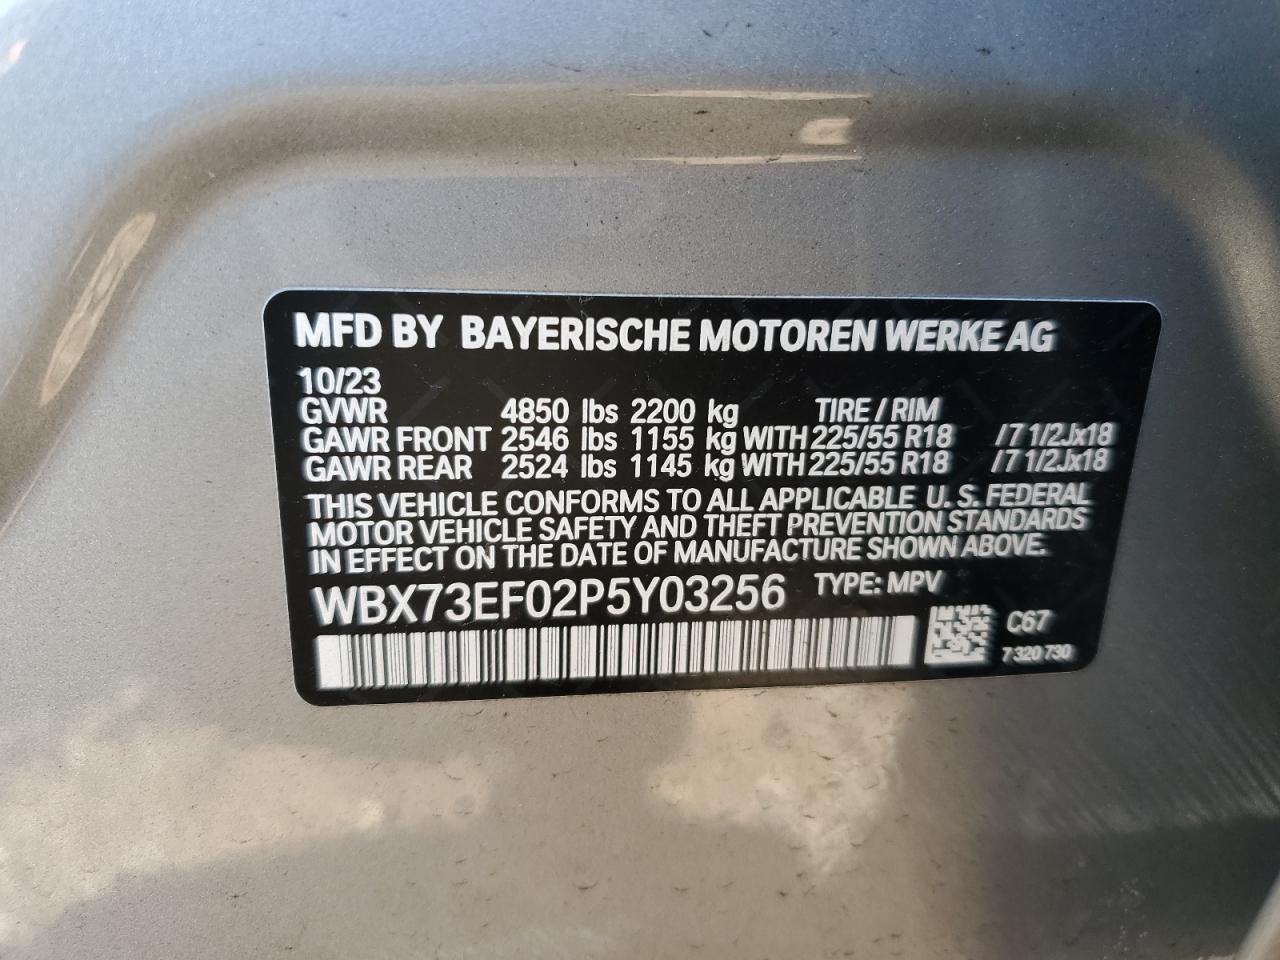 MFD BY BAYERISCHE MOTOREN WERKE AG
10/23
GVWR 4850 lbs 2200 kg TIRE / RIM
GAWR FRONT 2546 lbs 1155 kg WITH 225/55 R18 /7 1/2Jx18
GAWR REAR 2524 lbs 1145 kg WITH 225/55 R18 /7 1/2Jx18
THIS VEHICLE CONFORMS TO ALL APPLICABLE U. S. FEDERAL
MOTOR VEHICLE SAFETY AND THEFT PREVENTION STANDARDS
IN EFFECT ON THE DATE OF MANUFACTURE SHOWN ABOVE.
WBX73EF02P5Y03256 TYPE: MPV
C67
7 320 730